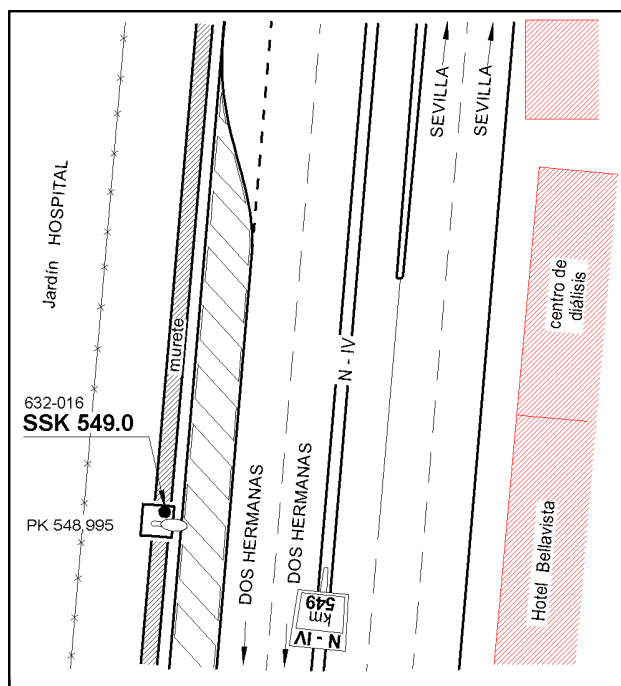 SEVILLA
SEVILLA
Jardín HOSPITAL
centro de
diálisis
murete
N - IV
632-016
SSK 549.0
PK 548,995
DOS HERMANAS
DOS HERMANAS
Hotel Bellavista
N - IV
km
549